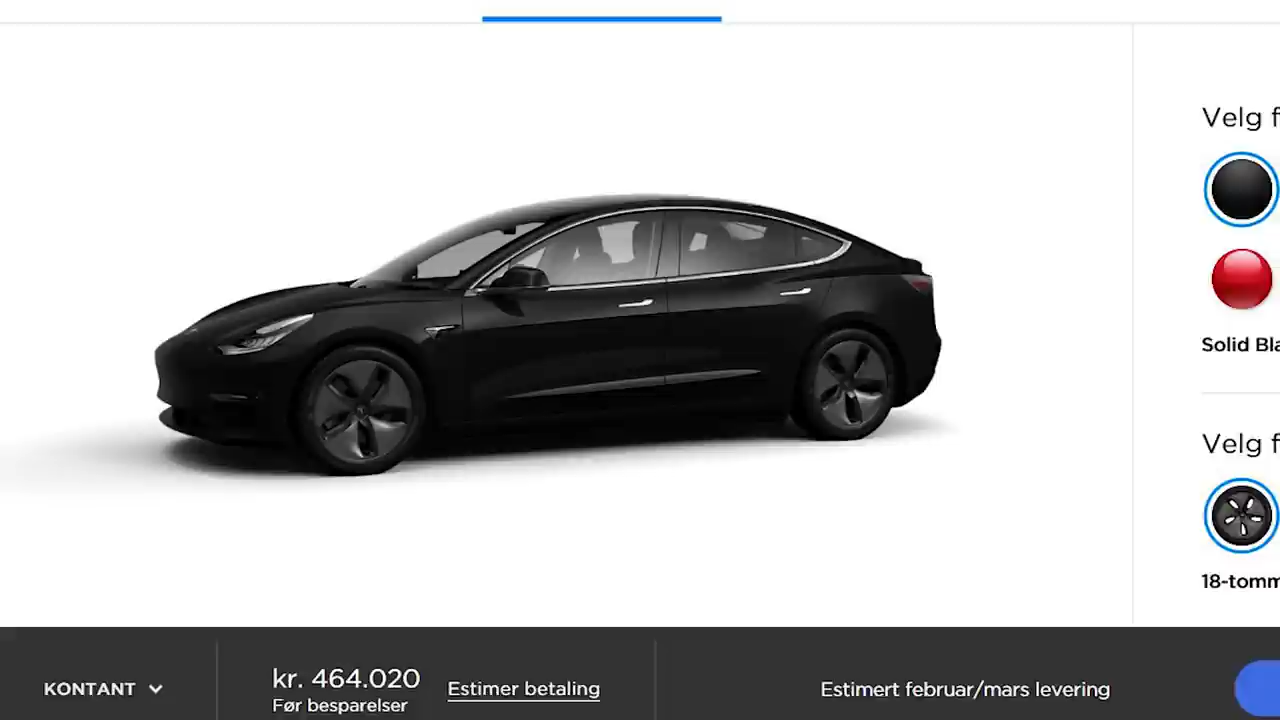 Velg f
Solid Bla
Velg f
18-tomm
KONTANT
kr. 464.020
Før besparelser
Estimer betaling
Estimert februar/mars levering